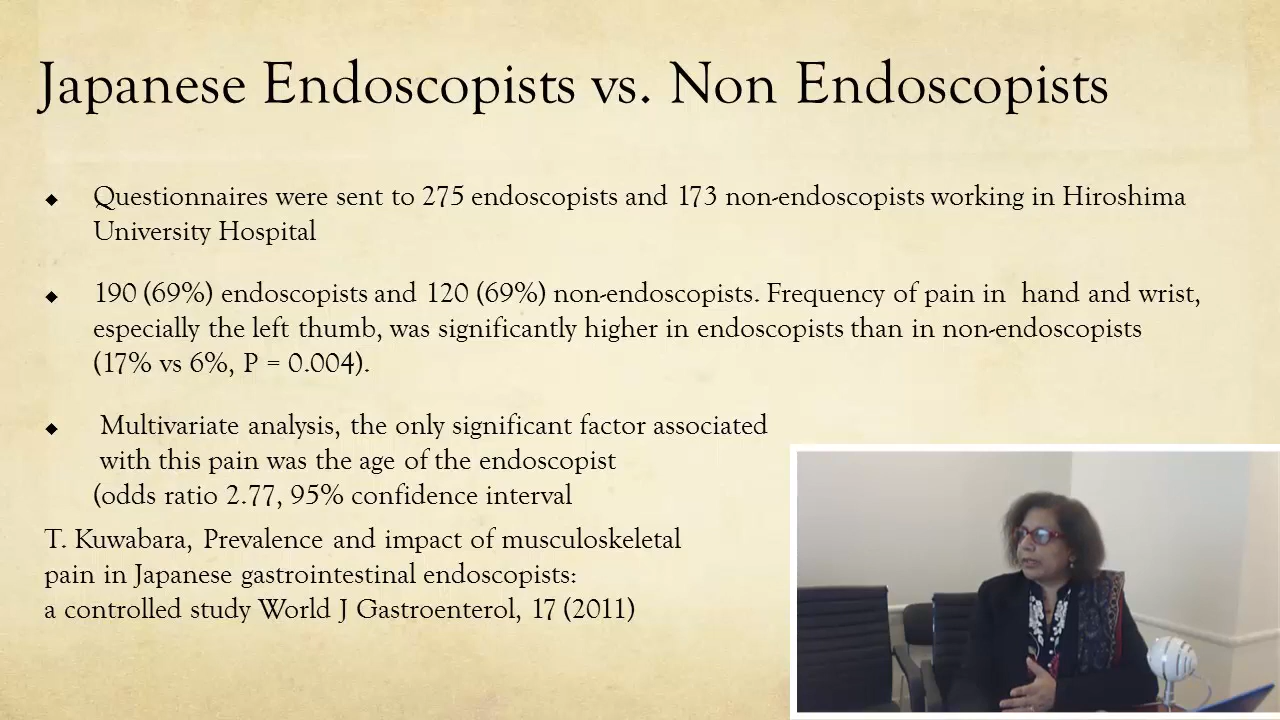 Japanese Endoscopists vs. Non Endoscopists
Questionnaires were sent to 275 endoscopists and 173 non-endoscopists working in Hiroshima
University Hospital
190 (69%) endoscopists and 120 (69%) non-endoscopists. Frequency of pain in hand and wrist,
especially the left thumb, was significantly higher in endoscopists than in non-endoscopists
(17% vs 6%, P = 0.004).
Multivariate analysis, the only significant factor associated
with this pain was the age of the endoscopist
(odds ratio 2.77, 95% confidence interval
T. Kuwabara, Prevalence and impact of musculoskeletal
pain in Japanese gastrointestinal endoscopists:
a controlled study World J Gastroenterol, 17 (2011)